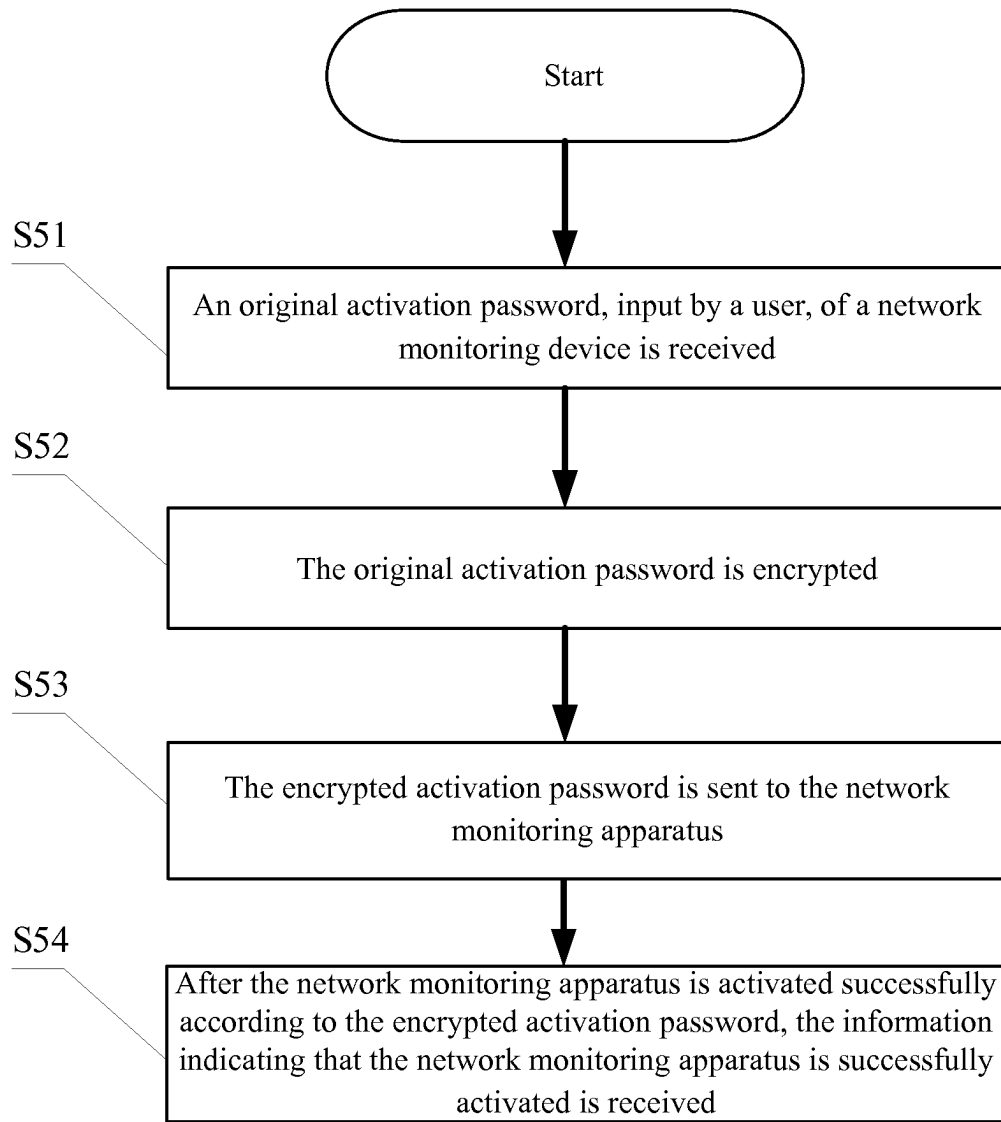 Start
S51
An original activation password, input by a user, of a network
monitoring device is received
S52
The original activation password is encrypted
S53
The encrypted activation password is sent to the network
monitoring apparatus
S54
After the network monitoring apparatus is activated successfully
according to the encrypted activation password, the information
indicating that the network monitoring apparatus is successfully
activated is received